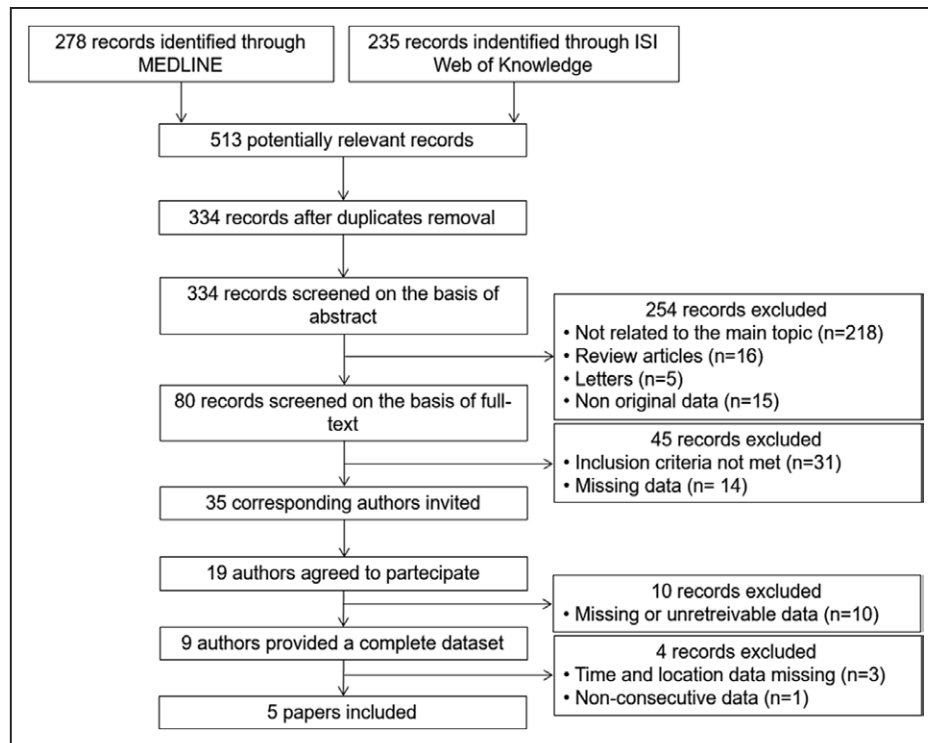 278 records identified through
MEDLINE
235 records indentified through ISI
Web of Knowledge
513 potentially relevant records
334 records after duplicates removal
334 records screened on the basis of
abstract
254 records excluded
• Not related to the main topic (n=218)
• Review articles (n=16)
• Letters (n=5)
• Non original data (n=15)
80 records screened on the basis of full-
text
45 records excluded
• Inclusion criteria not met (n=31)
• Missing data (n= 14)
35 corresponding authors invited
19 authors agreed to partecipate
10 records excluded
• Missing or unretreivable data (n=10)
9 authors provided a complete dataset
4 records excluded
• Time and location data missing (n=3)
• Non-consecutive data (n=1)
5 papers included